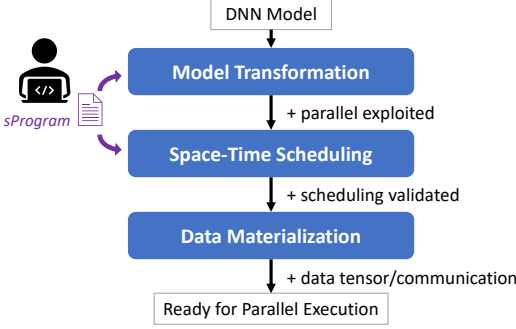 DNN Model
Model Transformation
</>
sProgram
+ parallel exploited
Space-Time Scheduling
+ scheduling validated
Data Materialization
+ data tensor/communication
Ready for Parallel Execution